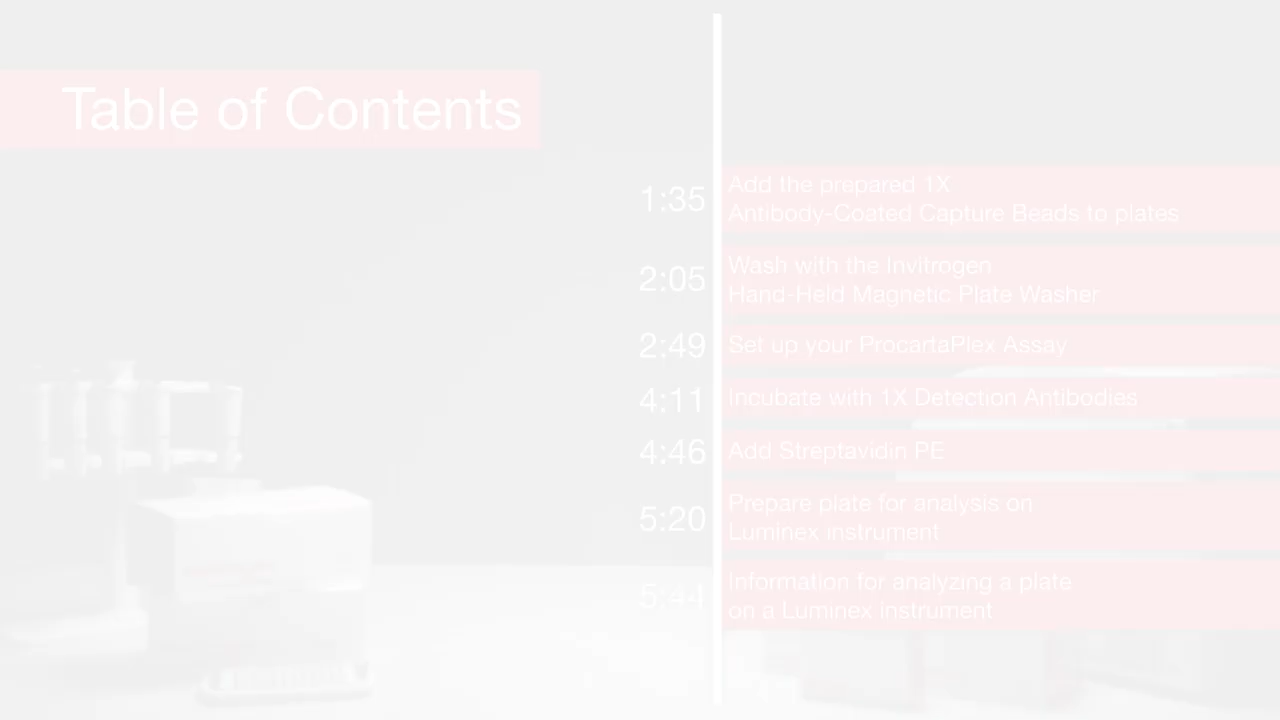 Table of Contents
1:35
Add the prepared 1X
Antibody-Coated Capture Beads to plates
2:05
Wash with the Invitrogen
Hand-Held Magnetic Plate Washer
2:49
Set up your ProcartaPlex Assay
4:11
Incubate with 1X Detection Antibodies
4:46
Add Streptavidin PE
5:20
Prepare plate for analysis on
Luminex instrument
5:44
Information for analyzing a plate
on a Luminex instrument